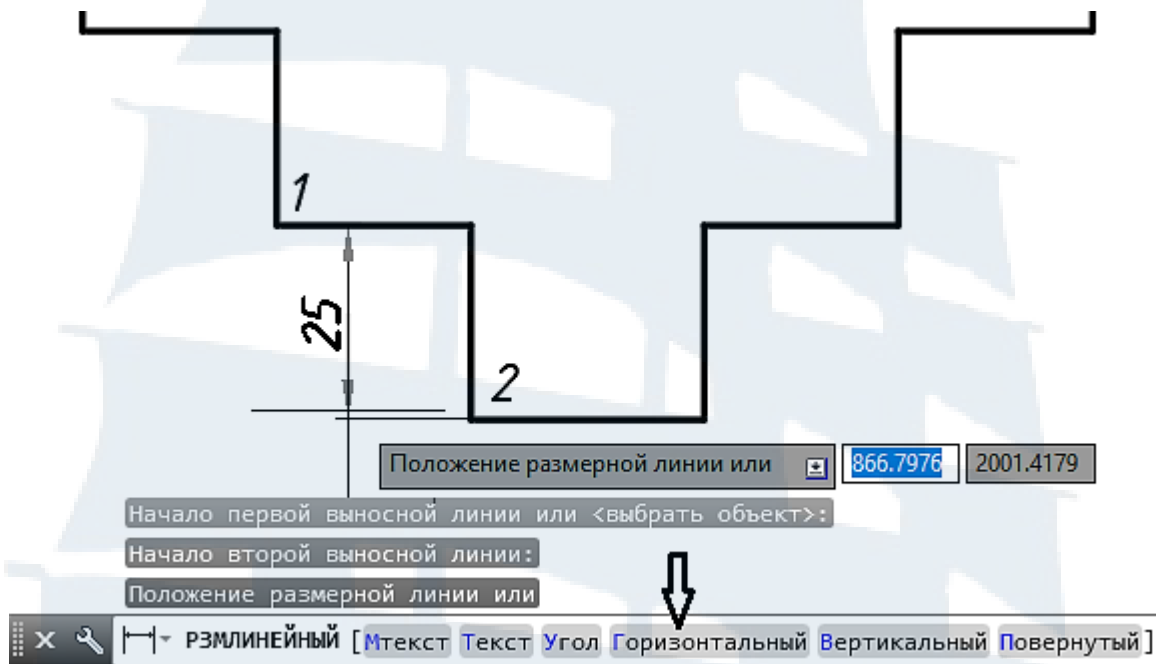 1
25
2
Положение размерной линии или 866.7976 2001.4179
Начало первой выносной линии или <выбрать объект>:
Начало второй выносной линии:
Положение размерной линии или
РЗМЛИНЕЙНЫЙ [Мтекст Текст Угол Горизонтальный Вертикальный Повернутый]